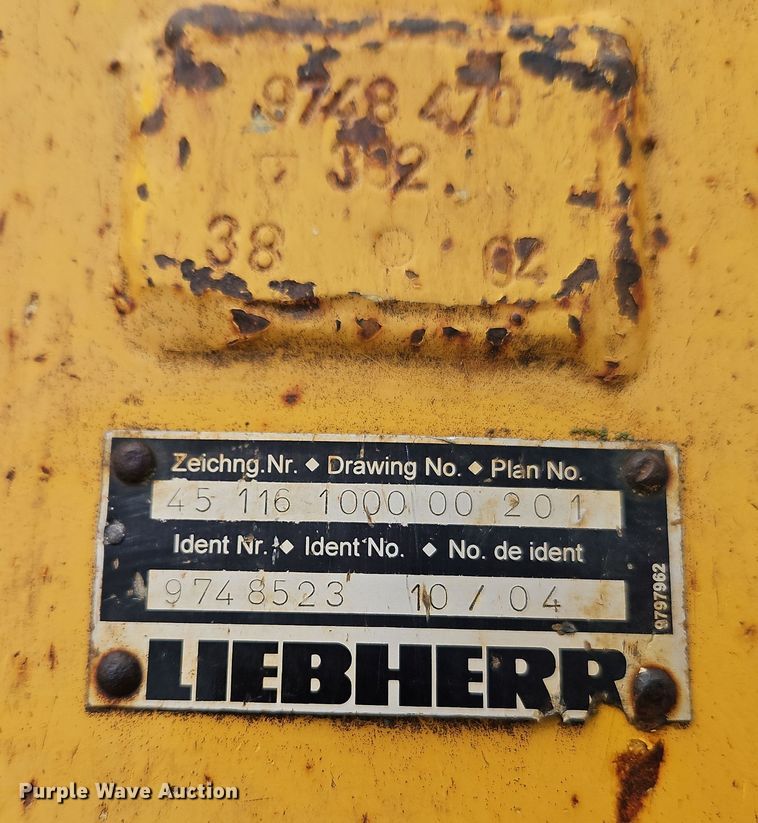 9748 470
38 04
Zeichng.Nr. ◆ Drawing No. ◆ Plan No.
45 116 1000 00 201
Ident Nr. ◆ Ident No. ◆ No. de ident
9748523 10 / 04
9797962
LIEBHERR
Purple Wave Auction